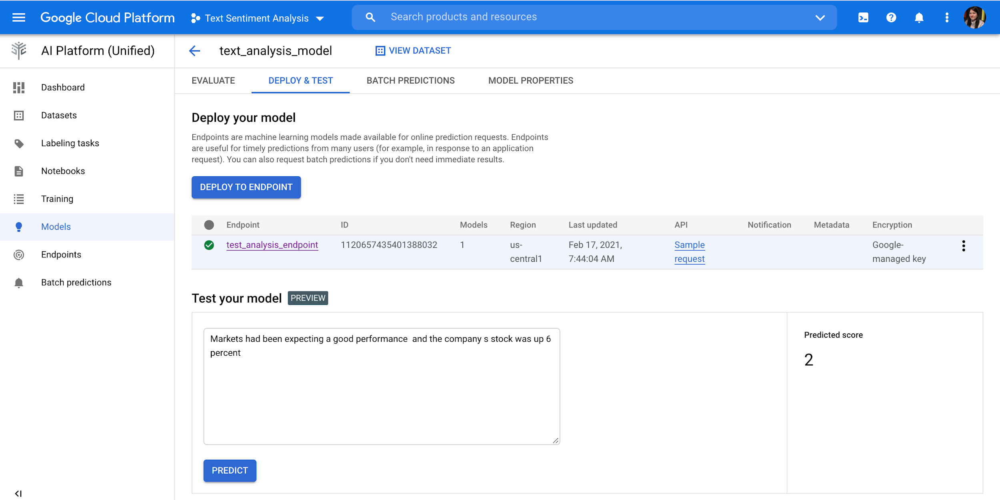 Google Cloud Platform
Text Sentiment Analysis
Search products and resources
AI Platform (Unified)
text_analysis_model
VIEW DATASET
Dashboard
Datasets
Labeling tasks
Notebooks
Training
Models
Endpoints
Batch predictions
EVALUATE
DEPLOY & TEST
BATCH PREDICTIONS
MODEL PROPERTIES
Deploy your model
Endpoints are machine learning models made available for online prediction requests. Endpoints
are useful for timely predictions from many users (for example, in response to an application
request). You can also request batch predictions if you don't need immediate results.
DEPLOY TO ENDPOINT
Endpoint ID Models Region Last updated API Notification Metadata Encryption
test_analysis_endpoint 1120657435401388032 1 us- Feb 17, 2021, Sample Google-
central1 7:44:04 AM request managed key
Test your model PREVIEW
Markets had been expecting a good performance  and the company s stock was up 6
percent
PREDICT
Predicted score
2